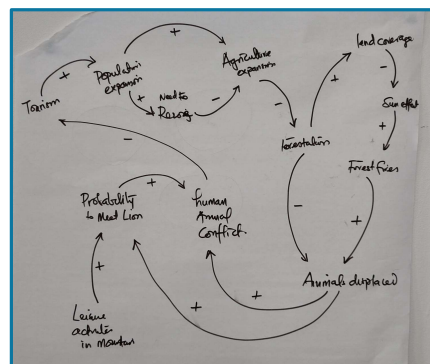 land coverage
Agriculture
expansion
Population
expansion
Need to
Tourism
Sun effect
forestation
Forest fires
Probability
to Meet Lion
human
Animal
Conflict.
Animals displaced
Leisure
activities
in Mountain
+
+
+
-
-
+
-
+
-
-
+
+
+
+
+